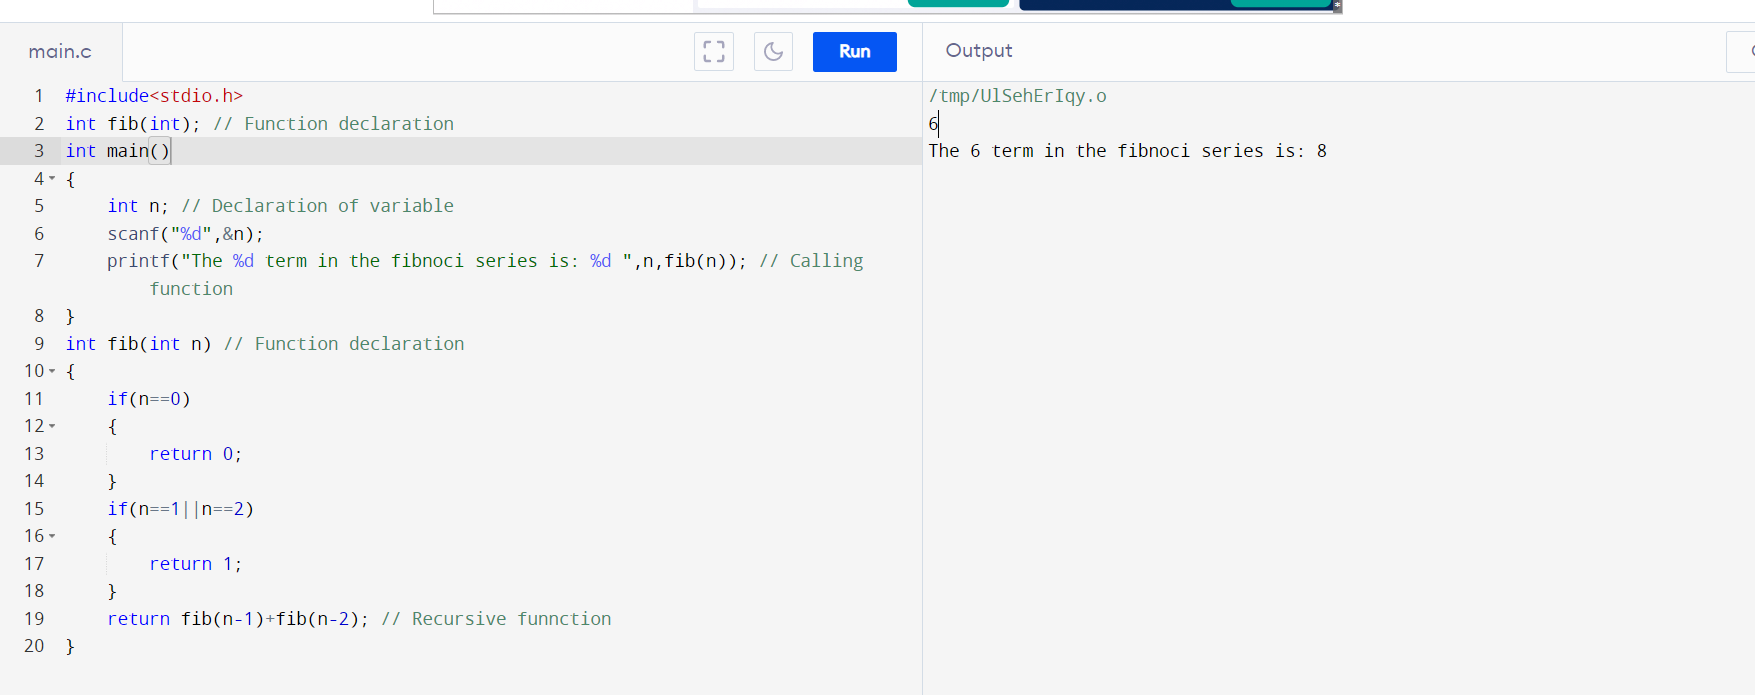 main.c
Run
Output
1 #include<stdio.h>
2 int fib(int); // Function declaration
3 int main()
4 {
5 int n; // Declaration of variable
6 scanf("%d",&n);
7 printf("The %d term in the fibnoci series is: %d ",n,fib(n)); // Calling
function
8 }
9 int fib(int n) // Function declaration
10 {
11 if(n==0)
12 {
13 return 0;
14 }
15 if(n==1||n==2)
16 {
17 return 1;
18 }
19 return fib(n-1)+fib(n-2); // Recursive funnction
20 }
/tmp/UlSehErIqy.o
6
The 6 term in the fibnoci series is: 8